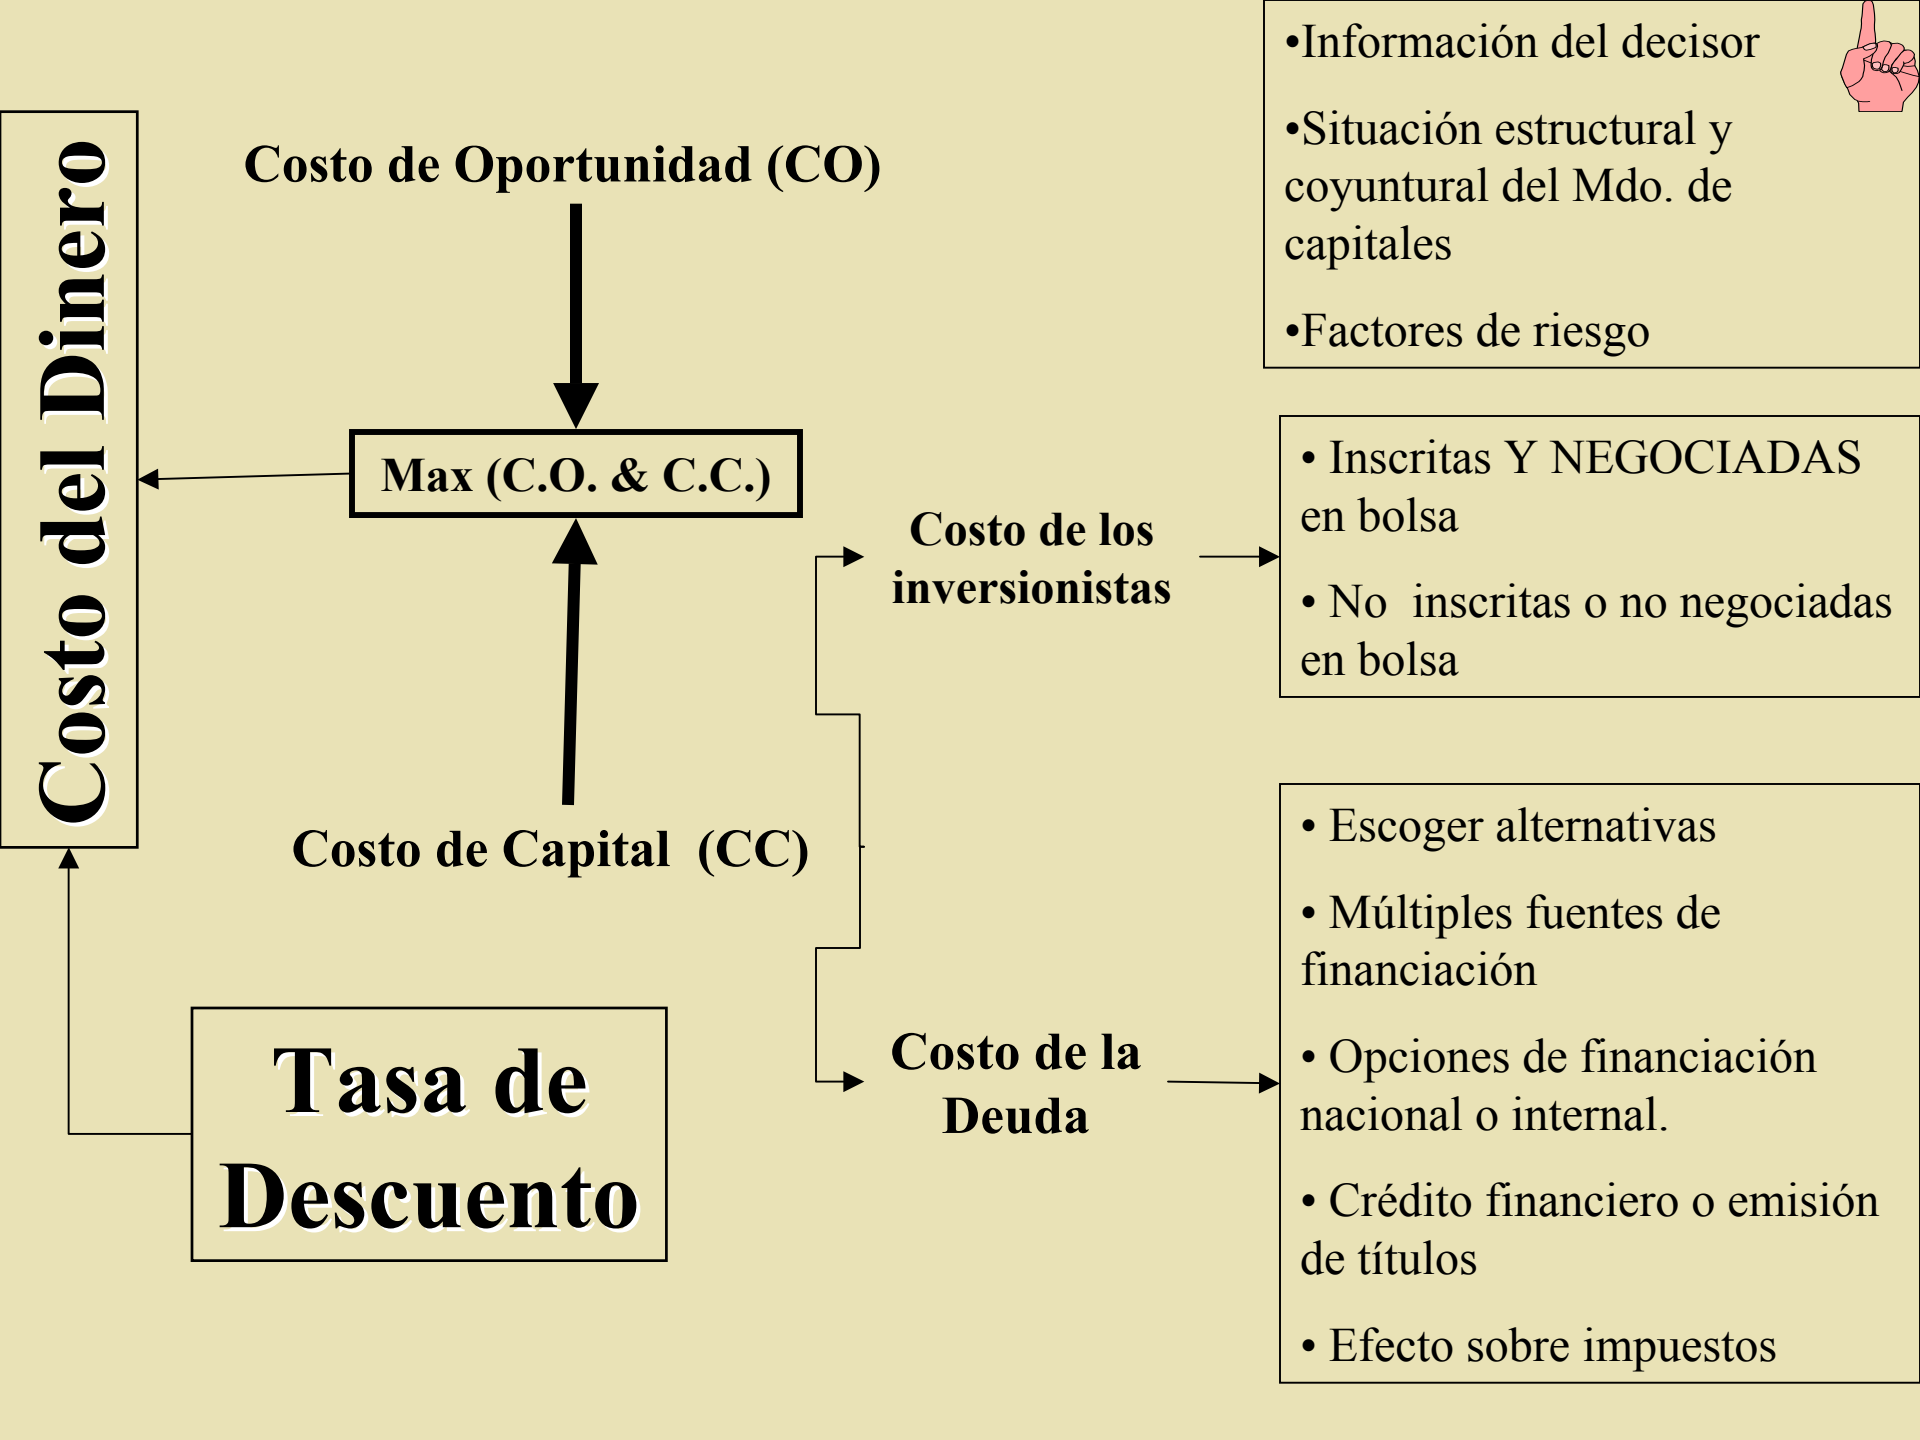 Costo del Dinero
Costo de Oportunidad (CO)
Max (C.O. & C.C.)
Costo de Capital (CC)
Tasa de
Descuento
Costo de los
inversionistas
Costo de la
Deuda
•Información del decisor
•Situación estructural y
coyuntural del Mdo. de
capitales
•Factores de riesgo
• Inscritas Y NEGOCIADAS
en bolsa
• No inscritas o no negociadas
en bolsa
• Escoger alternativas
• Múltiples fuentes de
financiación
• Opciones de financiación
nacional o internal.
• Crédito financiero o emisión
de títulos
• Efecto sobre impuestos